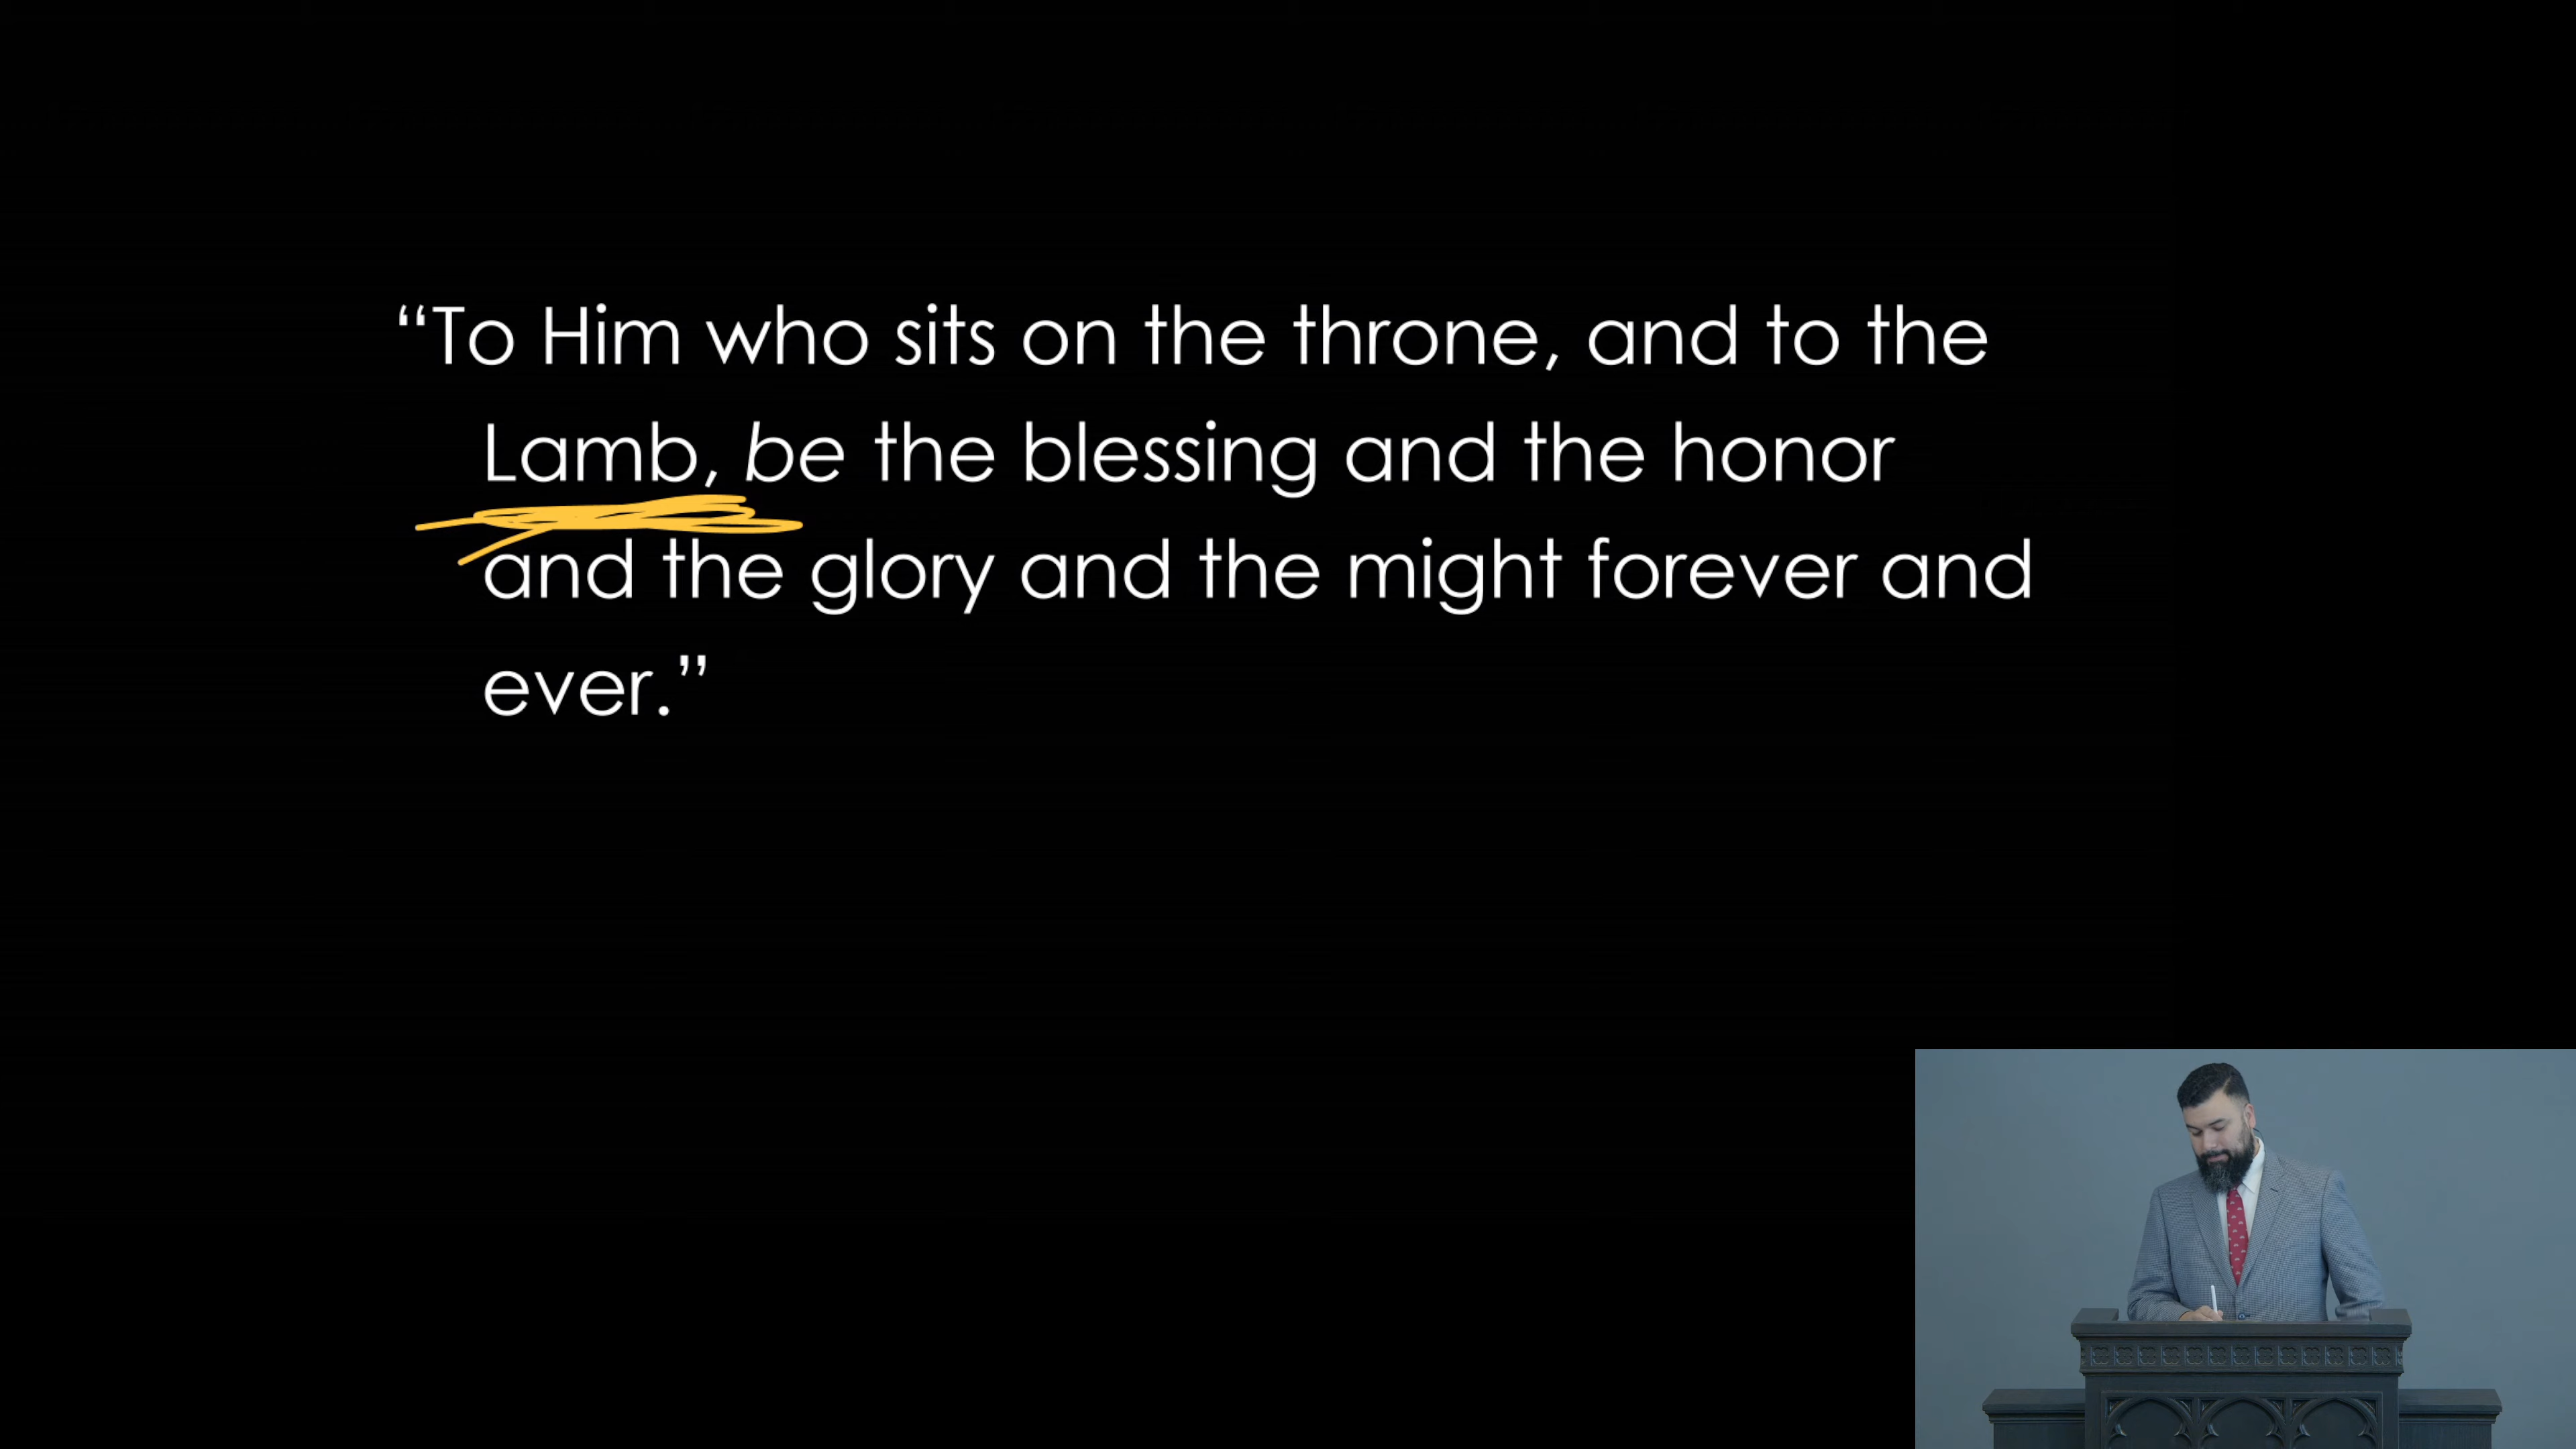 “To Him who sits on the throne, and to the
Lamb, be the blessing and the honor
and the glory and the might forever and
ever.”